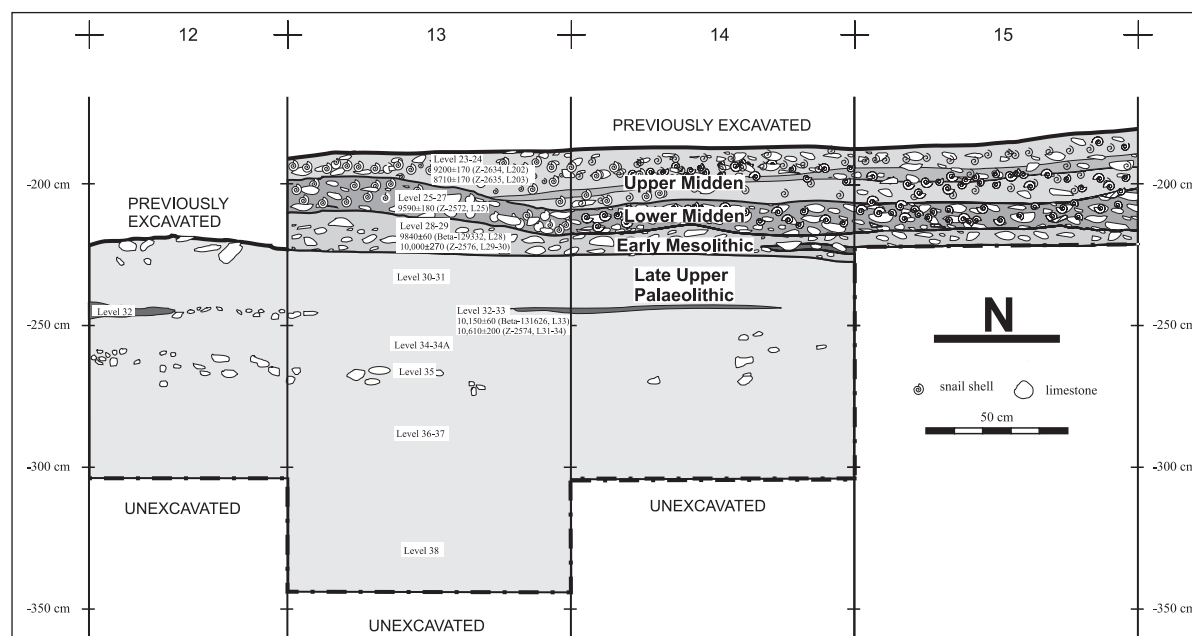 12
13
14
15
PREVIOUSLY EXCAVATED
Level 23-24
9200±170 (Z-2634, L202)
8710±170 (Z-2635, L203)
Upper Midden
-200 cm
-200 cm
PREVIOUSLY
EXCAVATED
Level 25-27
9590±180 (Z-2572, L25)
Lower Midden
Level 28-29
9840±60 (Beta-129332, L28)
10,000±270 (Z-2576, L29-30)
Early Mesolithic
Level 30-31
Late Upper
Palaeolithic
Level 32
Level 32-33
10,150±60 (Beta-131626, L33)
10,610±200 (Z-2574, L31-34)
N
-250 cm
-250 cm
Level 34-34A
Level 35
snail shell
limestone
50 cm
Level 36-37
-300 cm
-300 cm
UNEXCAVATED
UNEXCAVATED
Level 38
-350 cm
-350 cm
UNEXCAVATED